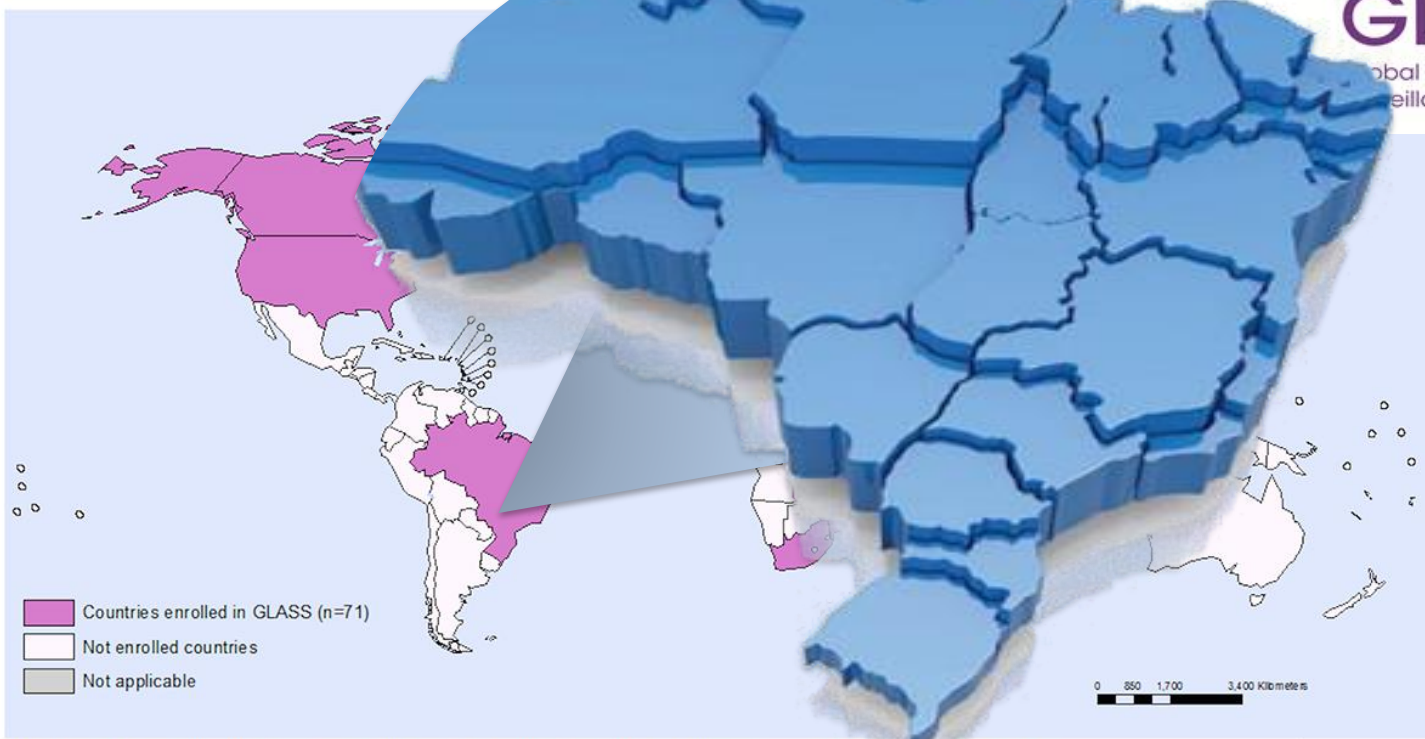 Countries enrolled in GLASS (n=71)
Not enrolled countries
Not applicable
0 850 1,700 3,400 Kilometers